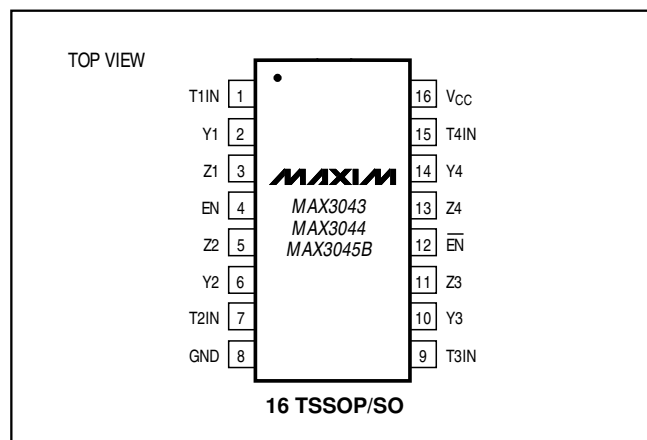 TOP VIEW
T1IN 1 16 VCC
Y1 2 15 T4IN
Z1 3 14 Y4
MAXIM
EN 4 MAX3043 13 Z4
MAX3044
Z2 5 MAX3045B 12 E̅N̅
Y2 6 11 Z3
T2IN 7 10 Y3
GND 8 9 T3IN
16 TSSOP/SO